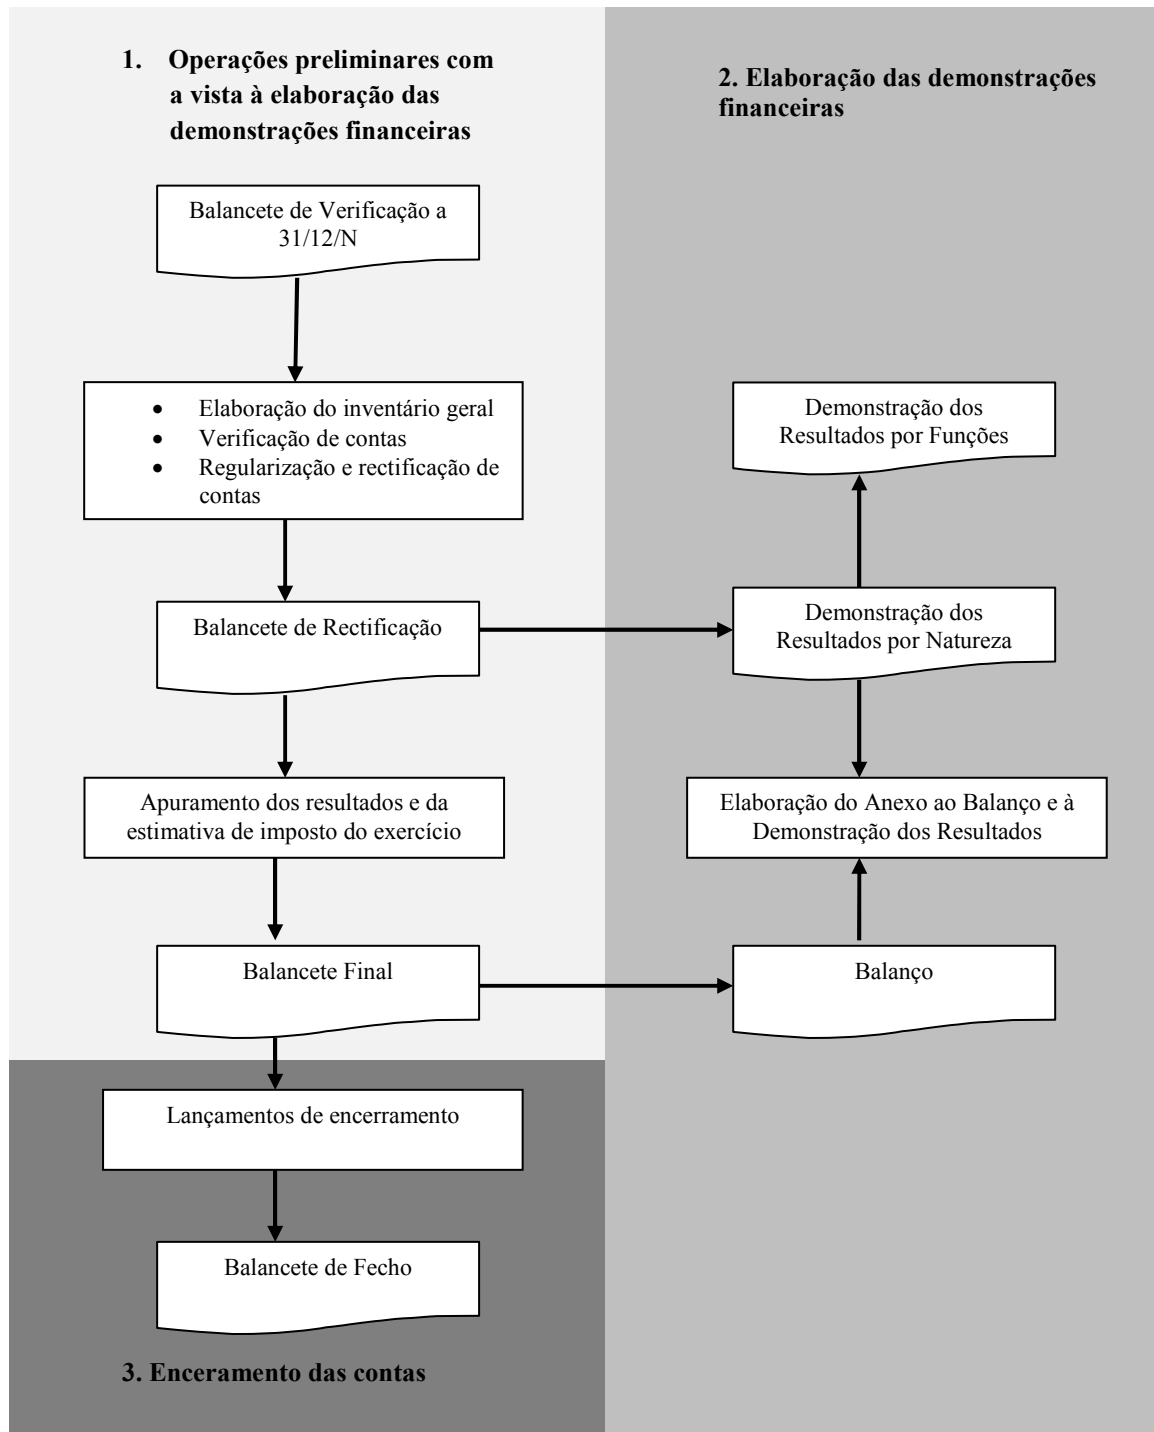 1. Operações preliminares com
a vista à elaboração das
demonstrações financeiras
2. Elaboração das demonstrações
financeiras
Balancete de Verificação a
31/12/N
• Elaboração do inventário geral
• Verificação de contas
• Regularização e rectificação de
contas
Demonstração dos
Resultados por Funções
Balancete de Rectificação
Demonstração dos
Resultados por Natureza
Apuramento dos resultados e da
estimativa de imposto do exercício
Elaboração do Anexo ao Balanço e à
Demonstração dos Resultados
Balancete Final
Balanço
Lançamentos de encerramento
Balancete de Fecho
3. Enceramento das contas